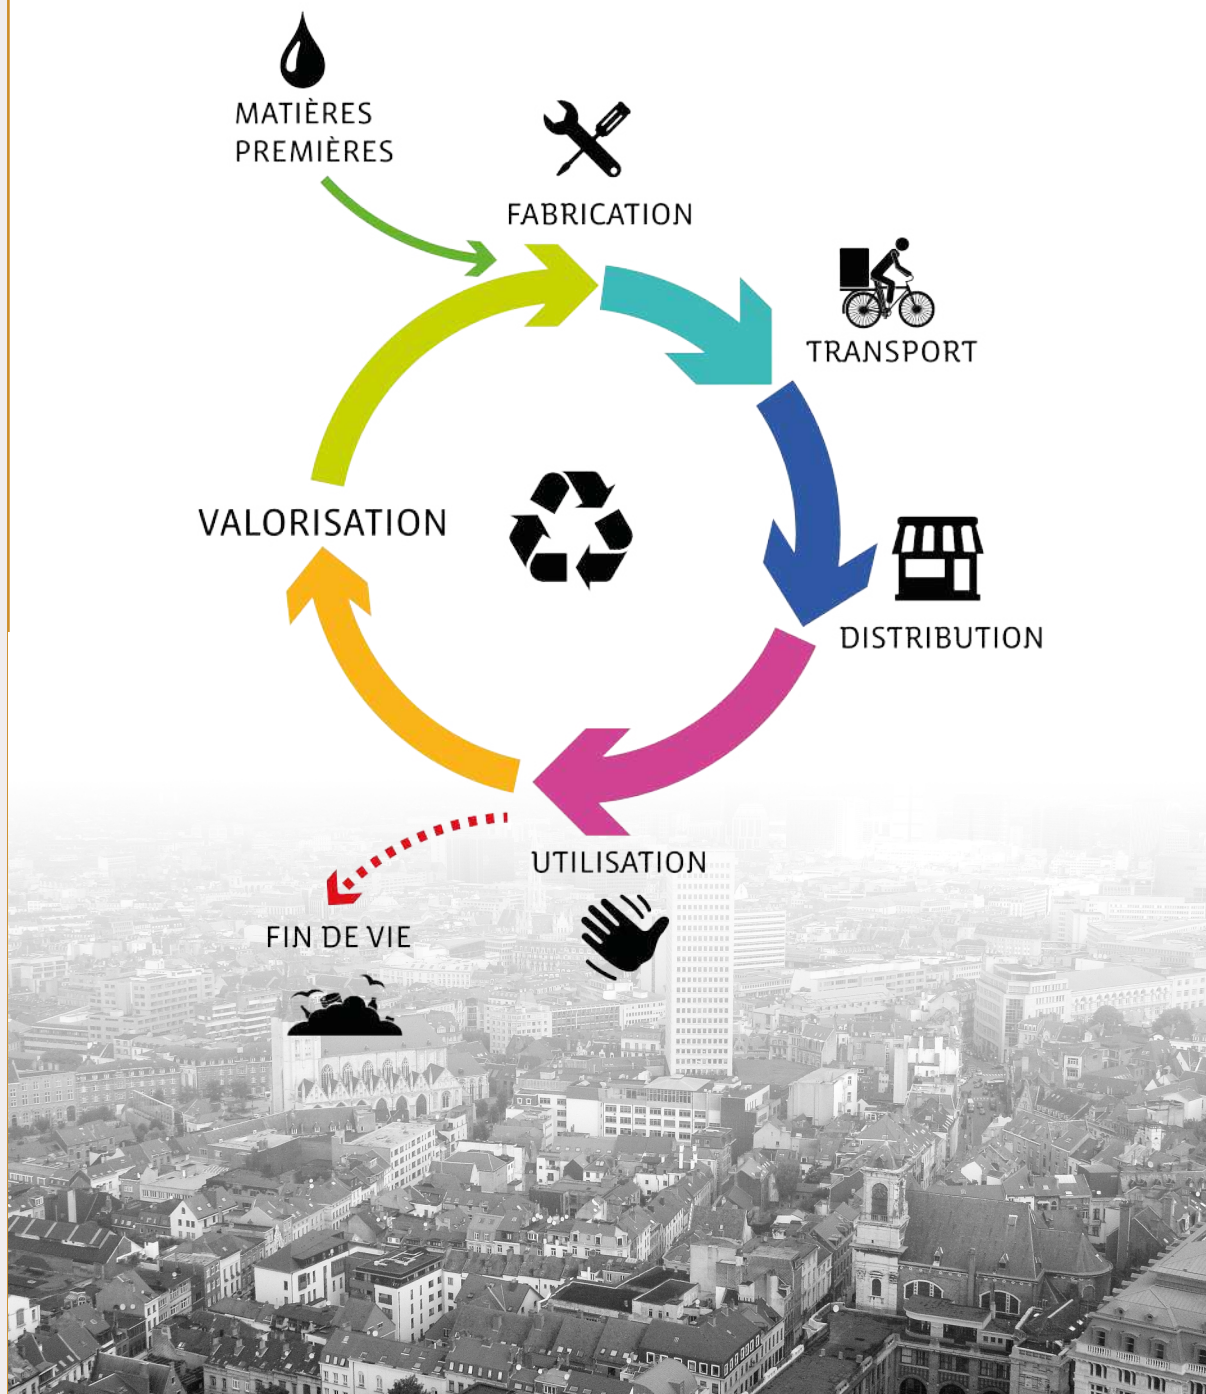 MATIÈRES
PREMIÈRES
FABRICATION
TRANSPORT
VALORISATION
DISTRIBUTION
UTILISATION
FIN DE VIE